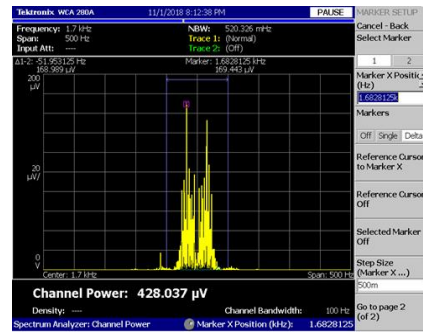 Tektronix WCA 280A 11/1/2018 8:12:38 PM PAUSE MARKER SETUP
Frequency: 1.7 kHz NBW: 520.326 mHz Cancel - Back
Span: 500 Hz Trace 1: (Normal) Select Marker
Input Att: ---- Trace 2: (Off)
Δ1-2: -51.953125 Hz Marker: 1.6828125 kHz 1 2
168.989 µV 169.443 µV
200 Marker X Positic
µV (Hz)
1.6828125k
Markers
Off Single Delta
Reference Cursor
to Marker X
20
µV/
Reference Cursor
Off
Selected Marker
Off
0
V
Step Size
(Marker X ...)
Center: 1.7 kHz Span: 500 Hz
500m
Channel Power: 428.037 µV
Density: ---- Channel Bandwidth: 100 Hz
Go to page 2
(of 2)
Spectrum Analyzer: Channel Power Marker X Position (kHz): 1.6828125